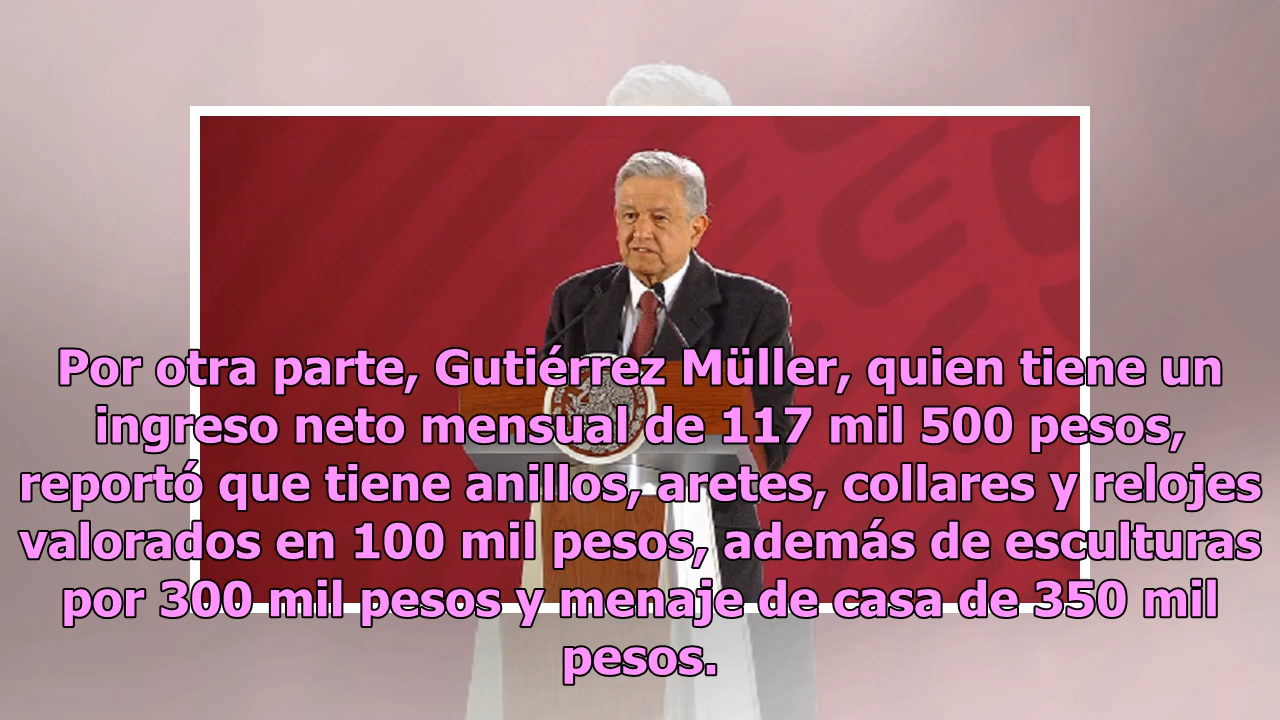 Por otra parte, Gutiérrez Müller, quien tiene un
ingreso neto mensual de 117 mil 500 pesos,
reportó que tiene anillos, aretes, collares y relojes
valorados en 100 mil pesos, además de esculturas
por 300 mil pesos y menaje de casa de 350 mil
pesos.